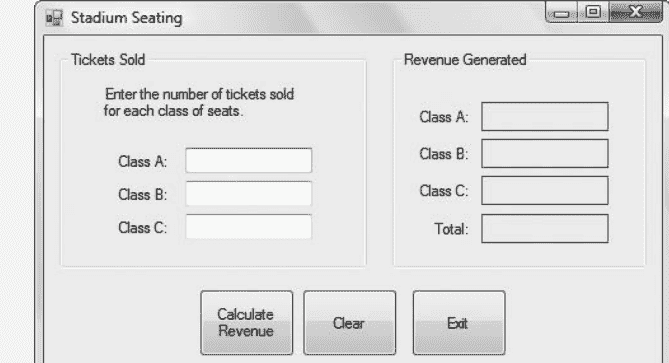 Stadium Seating
Tickets Sold
Enter the number of tickets sold
for each class of seats.
Class A:
Class B:
Class C:
Revenue Generated
Class A:
Class B:
Class C:
Total:
Calculate
Revenue
Clear
Exit